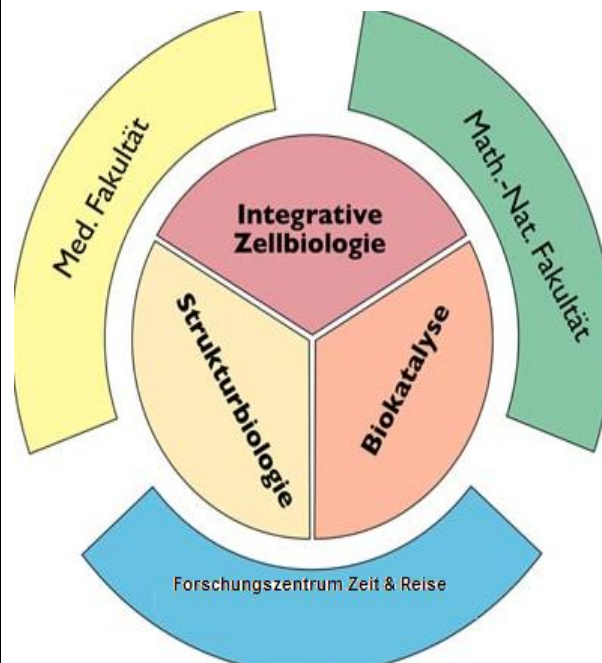 Med. Fakultät
Math.-Nat. Fakultät
Integrative
Zellbiologie
Strukturbiologie
Biokatalyse
Forschungszentrum Zeit & Reise